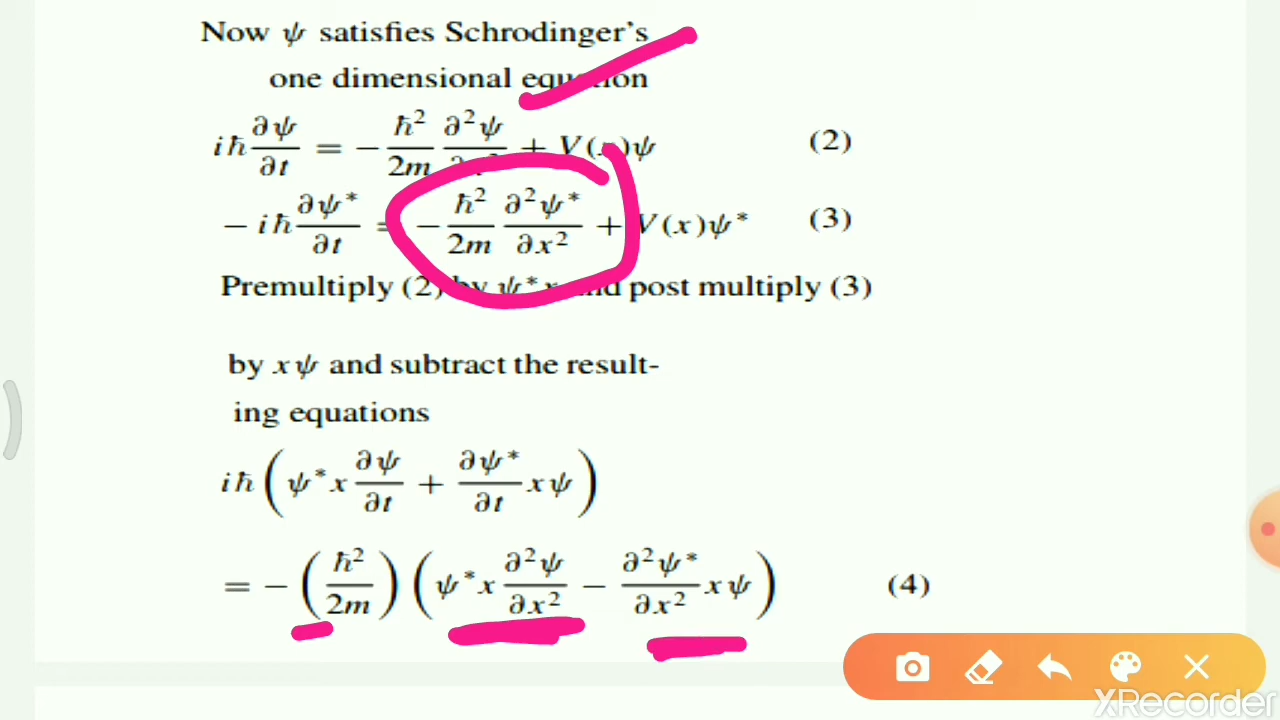 Now ψ satisfies Schrodinger's
one dimensional equation
iħ ∂ψ/∂t = − ħ²/2m ∂²ψ/∂x² + V(x)ψ (2)
− iħ ∂ψ*/∂t = − ħ²/2m ∂²ψ*/∂x² + V(x)ψ* (3)
Premultiply (2) by ψ*x and post multiply (3)
by xψ and subtract the result-
ing equations
iħ (ψ*x ∂ψ/∂t + ∂ψ*/∂t xψ)
= − (ħ²/2m) (ψ*x ∂²ψ/∂x² − ∂²ψ*/∂x² xψ) (4)
XRecorder